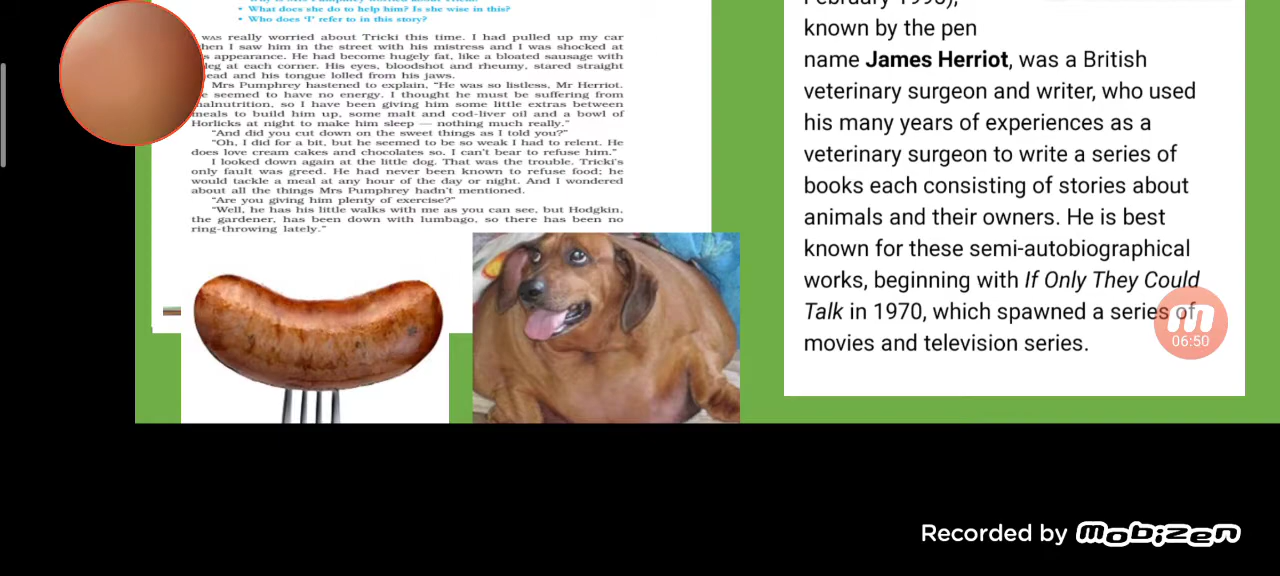 • What does she do to help him? Is she wise in this?
• Who does 'I' refer to in this story?
WAS really worried about Tricki this time. I had pulled up my car
when I saw him in the street with his mistress and I was shocked at
appearance. He had become hugely fat, like a bloated sausage with
leg at each corner. His eyes, bloodshot and rheumy, stared straight
ead and his tongue lolled from his jaws.
Mrs Pumphrey hastened to explain, “He was so listless, Mr Herriot.
seemed to have no energy. I thought he must be suffering from
malnutrition, so I have been giving him some little extras between
meals to build him up, some malt and cod-liver oil and a bowl of
Horlicks at night to make him sleep — nothing much really.”
“And did you cut down on the sweet things as I told you?”
“Oh, I did for a bit, but he seemed to be so weak I had to relent. He
does love cream cakes and chocolates so. I can't bear to refuse him.”
I looked down again at the little dog. That was the trouble. Tricki's
only fault was greed. He had never been known to refuse food; he
would tackle a meal at any hour of the day or night. And I wondered
about all the things Mrs Pumphrey hadn't mentioned.
“Are you giving him plenty of exercise?”
“Well, he has his little walks with me as you can see, but Hodgkin,
the gardener, has been down with lumbago, so there has been no
ring-throwing lately.”
known by the pen
name James Herriot, was a British
veterinary surgeon and writer, who used
his many years of experiences as a
veterinary surgeon to write a series of
books each consisting of stories about
animals and their owners. He is best
known for these semi-autobiographical
works, beginning with If Only They Could
Talk in 1970, which spawned a series of
movies and television series.
06:50
Recorded by mobizen